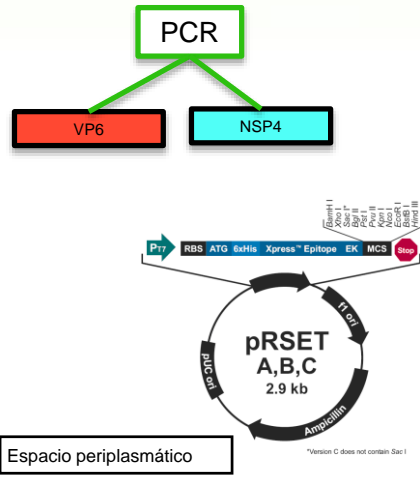 PCR
VP6
NSP4
BamH I
Xho I
Sac I*
Bgl II
Pst I
Pvu II
Kpn I
Nco I
EcoR I
BstB I
Hind III
PT7 RBS ATG 6xHis Xpress™ Epitope EK MCS Stop
f1 ori
pRSET
A,B,C
2.9 kb
pUC ori
Ampicillin
Espacio periplasmático
*Version C does not contain Sac I